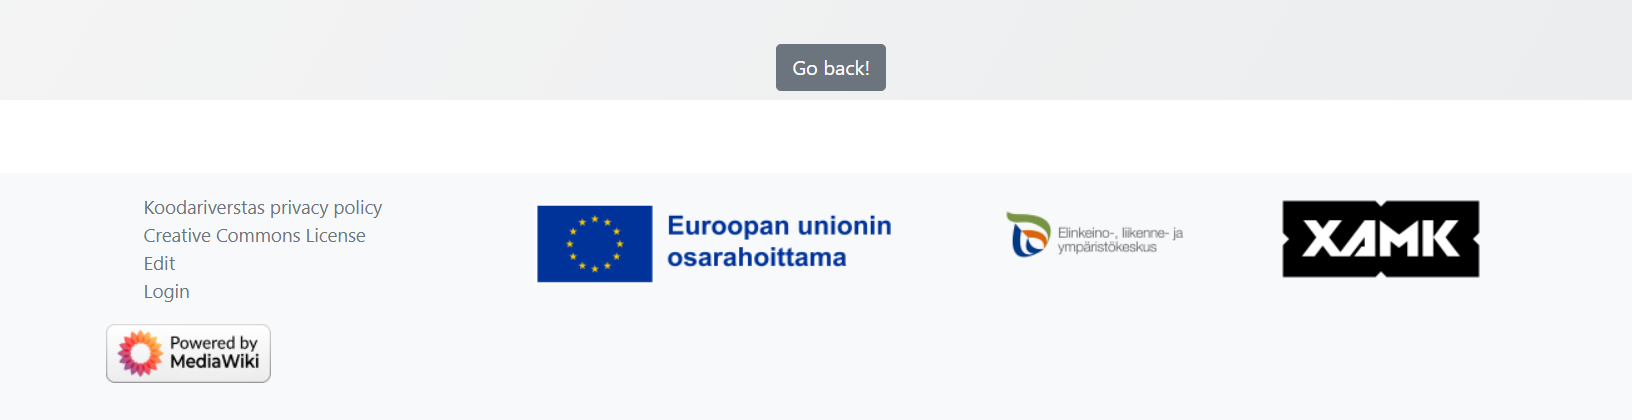 Go back!
Koodariverstas privacy policy
Creative Commons License
Edit
Login
Powered by
MediaWiki
Euroopan unionin
osarahoittama
Elinkeino-, liikenne- ja
ympäristökeskus
XAMK